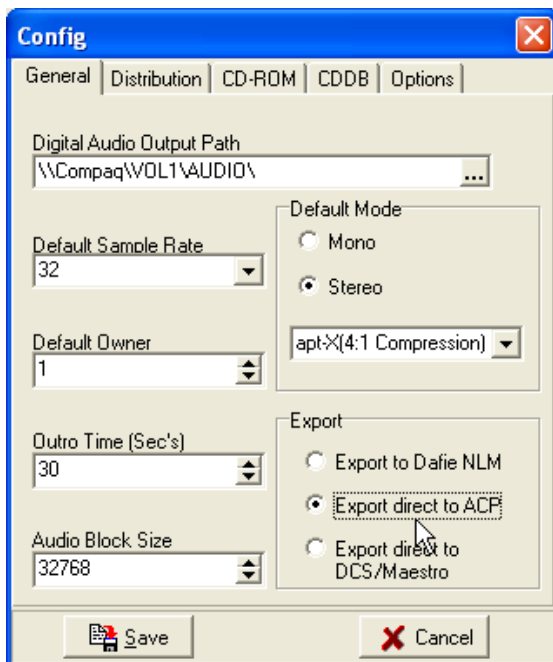 Config
General Distribution CD-ROM CDDB Options
Digital Audio Output Path
\\Compaq\VOL1\AUDIO\ ...
Default Sample Rate
32
Default Mode
Mono
Stereo
apt-X(4:1 Compression)
Default Owner
1
Outro Time (Sec's)
30
Audio Block Size
32768
Export
Export to Dafie NLM
Export direct to ACP
Export direct to
DCS/Maestro
Save Cancel